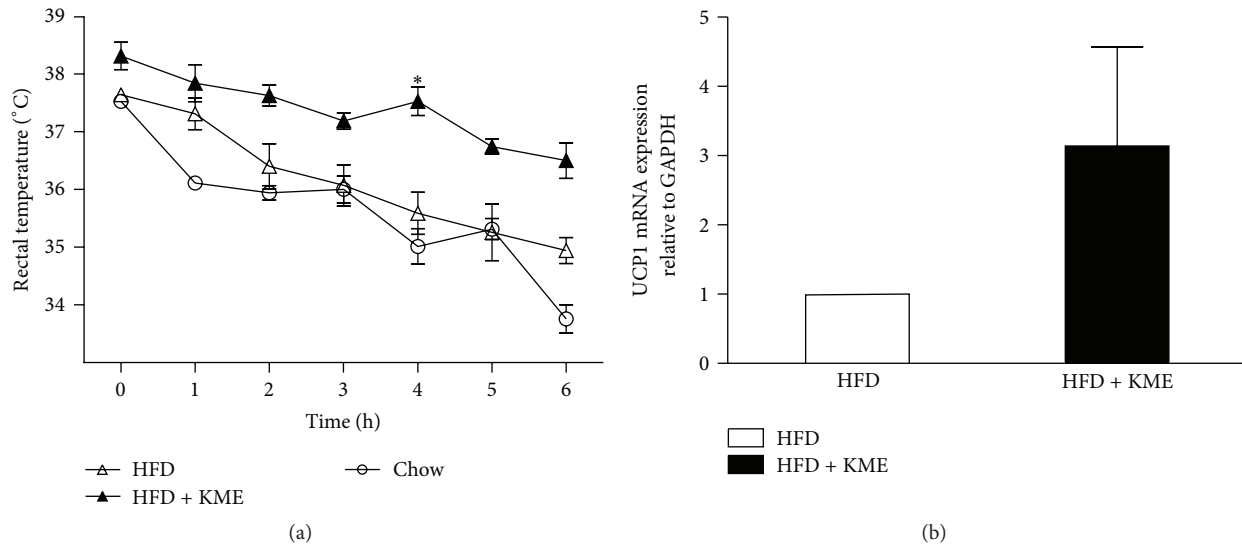 39
38
37
36
35
34
Rectal temperature (˚C)
*
0 1 2 3 4 5 6
Time (h)
HFD
HFD + KME
Chow
(a)
5
4
3
2
1
0
UCP1 mRNA expression
relative to GAPDH
HFD
HFD + KME
HFD
HFD + KME
(b)